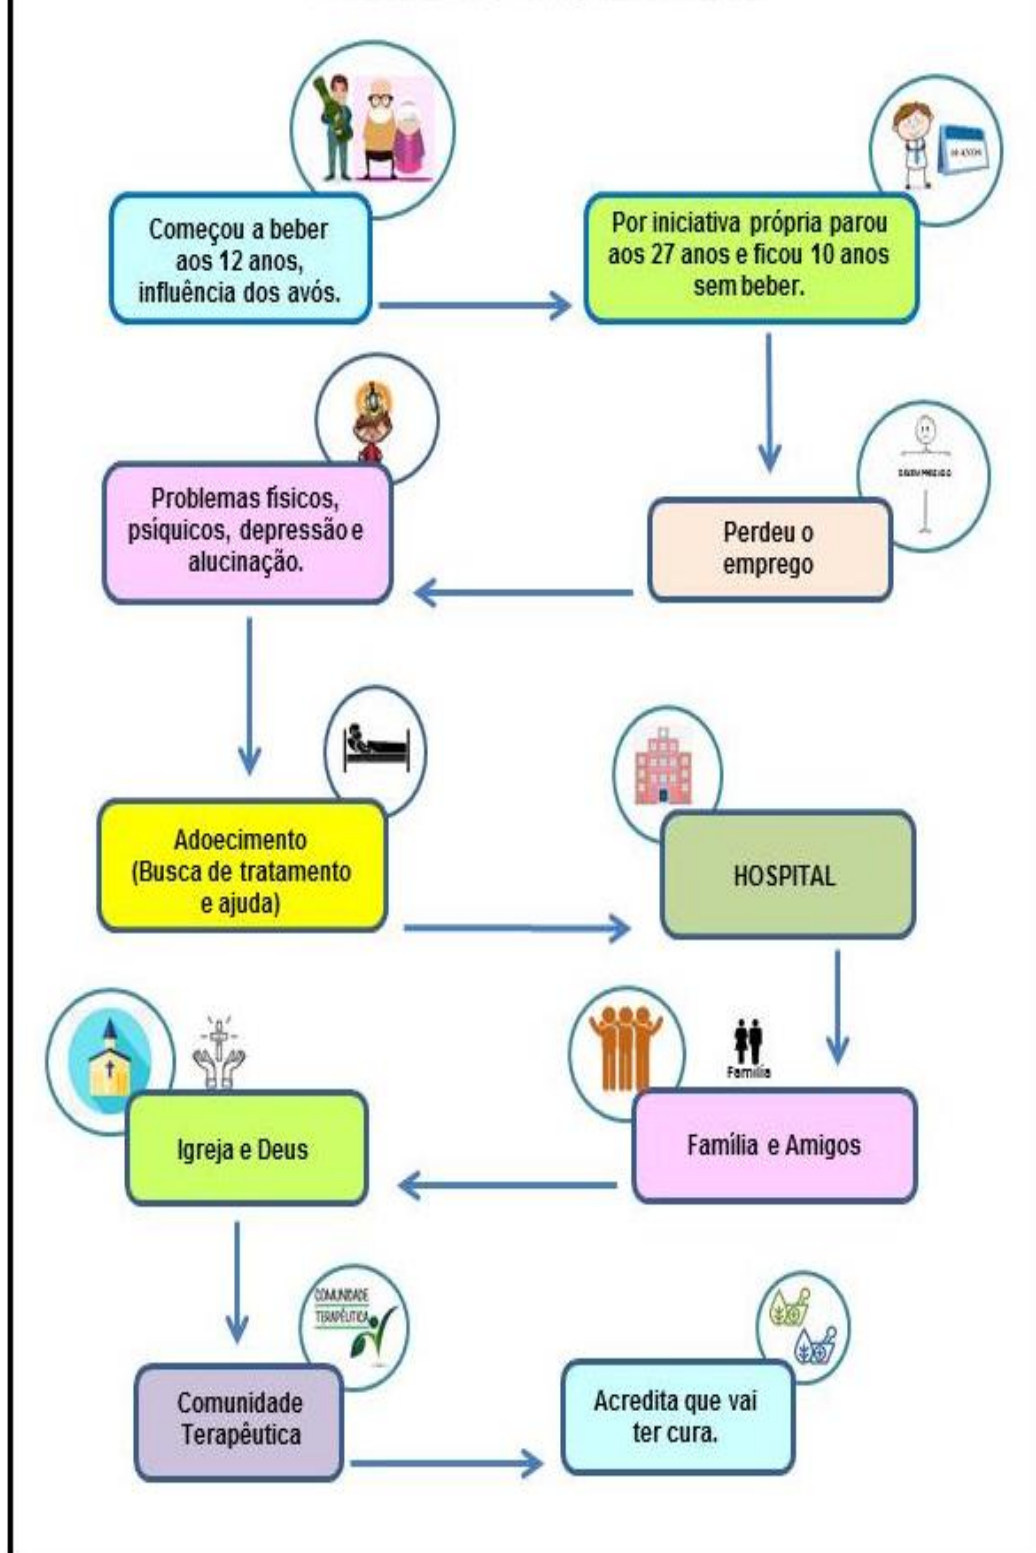 Começou a beber
aos 12 anos,
influência dos avós.
10 ANOS
Por iniciativa própria parou
aos 27 anos e ficou 10 anos
sem beber.
Problemas físicos,
psíquicos, depressão e
alucinação.
Perdeu o
emprego
Adoecimento
(Busca de tratamento
e ajuda)
HOSPITAL
Igreja e Deus
Família
Família e Amigos
COMUNIDADE
TERAPÊUTICA
Comunidade
Terapêutica
Acredita que vai
ter cura.